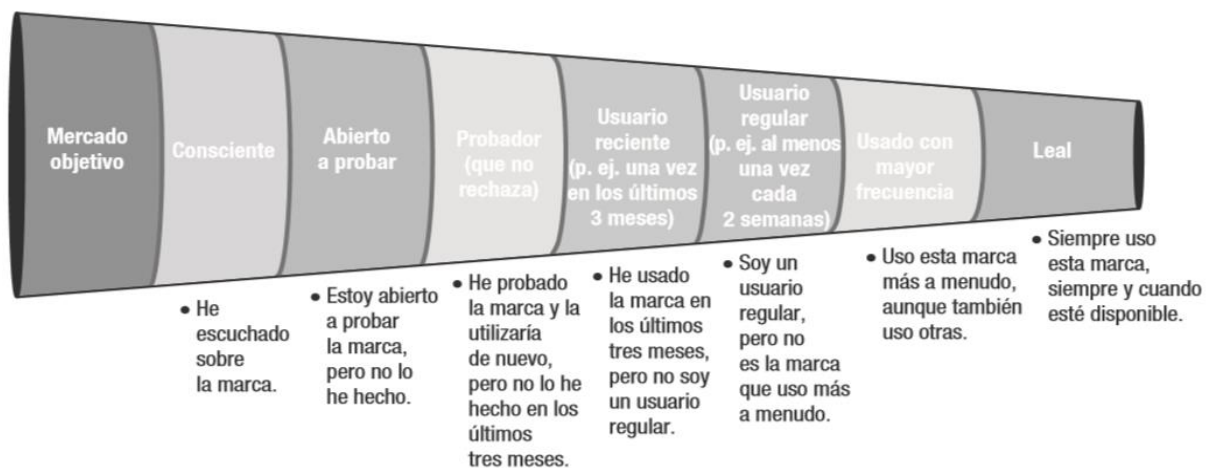 Mercado
objetivo
Consciente
Abierto
a probar
Probador
(que no
rechaza)
Usuario
reciente
(p. ej. una vez
en los últimos
3 meses)
Usuario
regular
(p. ej. al menos
una vez
cada
2 semanas)
Usado con
mayor
frecuencia
Leal
• He
escuchado
sobre
la marca.
• Estoy abierto
a probar
la marca,
pero no lo
he hecho.
• He probado
la marca y la
utilizaría
de nuevo,
pero no lo he
hecho en los
últimos
tres meses.
• He usado
la marca en
los últimos
tres meses,
pero no soy
un usuario
regular.
• Soy un
usuario
regular,
pero no
es la marca
que uso más
a menudo.
• Uso esta marca
más a menudo,
aunque también
uso otras.
• Siempre uso
esta marca,
siempre y cuando
esté disponible.